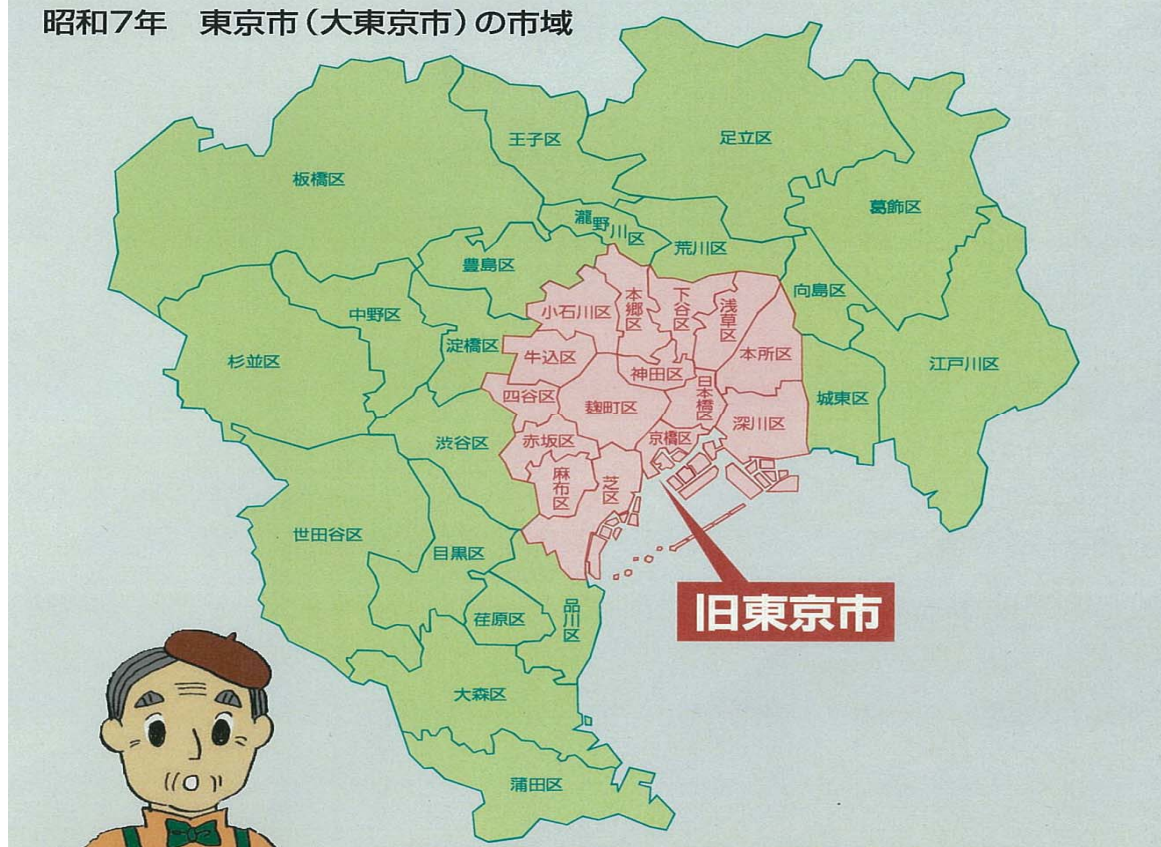 昭和7年 東京市(大東京市)の市域
王子区
足立区
板橋区
葛飾区
瀧野川区
荒川区
豊島区
向島区
中野区
小石川区
本郷区
下谷区
浅草区
淀橋区
牛込区
本所区
杉並区
神田区
江戸川区
四谷区
麹町区
日本橋区
城東区
深川区
渋谷区
赤坂区
京橋区
麻布区
芝区
世田谷区
目黒区
旧東京市
荏原区
品川区
大森区
蒲田区